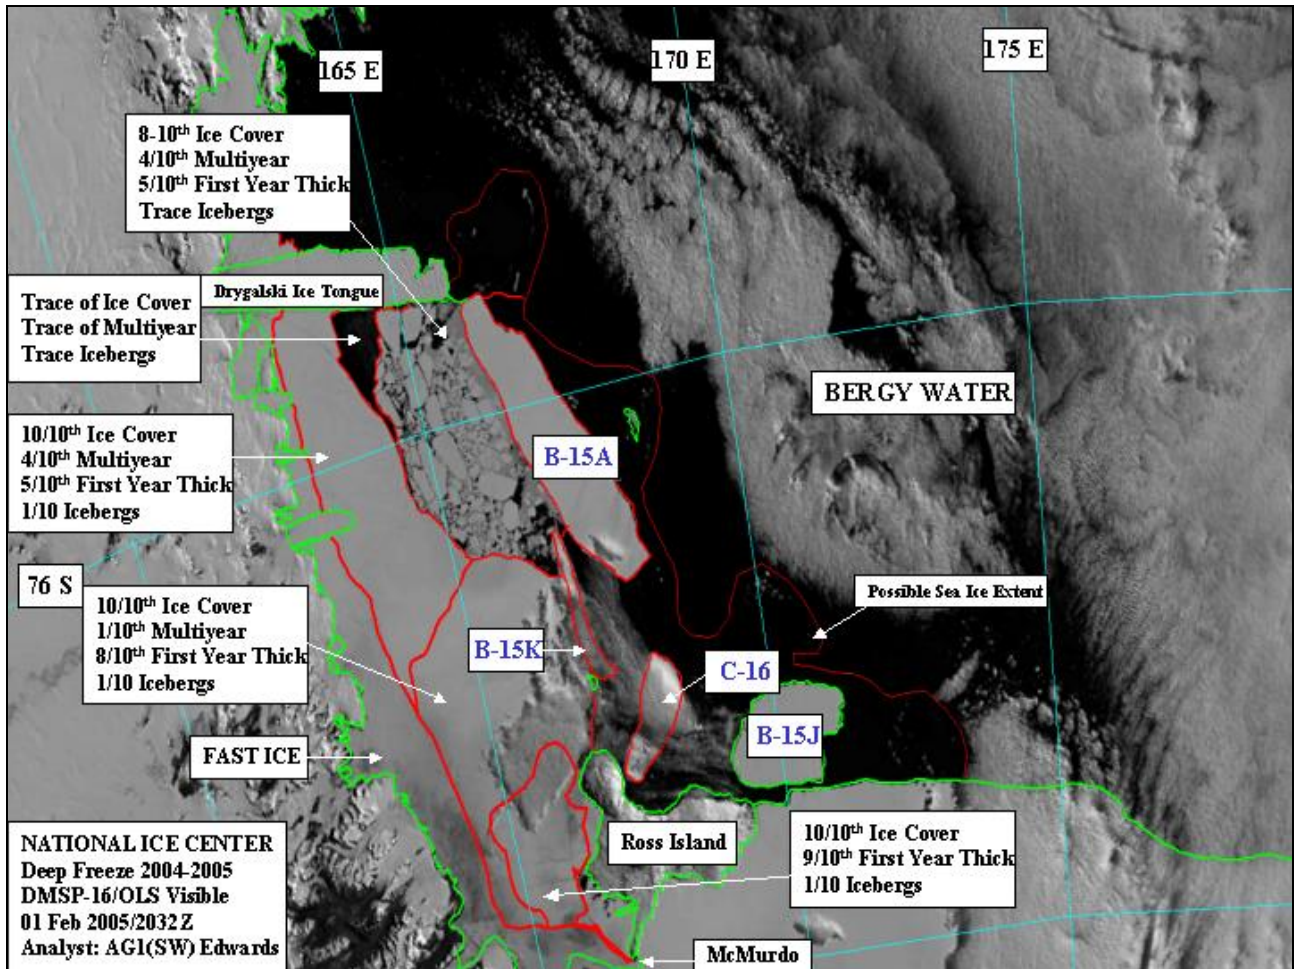 165 E
170 E
175 E
8-10th Ice Cover
4/10th Multiyear
5/10th First Year Thick
Trace Icebergs
Drygalski Ice Tongue
Trace of Ice Cover
Trace of Multiyear
Trace Icebergs
BERGY WATER
10/10th Ice Cover
4/10th Multiyear
5/10th First Year Thick
1/10 Icebergs
B-15A
76 S
Possible Sea Ice Extent
10/10th Ice Cover
1/10th Multiyear
8/10th First Year Thick
1/10 Icebergs
B-15K
C-16
B-15J
FAST ICE
NATIONAL ICE CENTER
Deep Freeze 2004-2005
DMSP-16/OLS Visible
01 Feb 2005/2032Z
Analyst: AG1(SW) Edwards
Ross Island
10/10th Ice Cover
9/10th First Year Thick
1/10 Icebergs
McMurdo